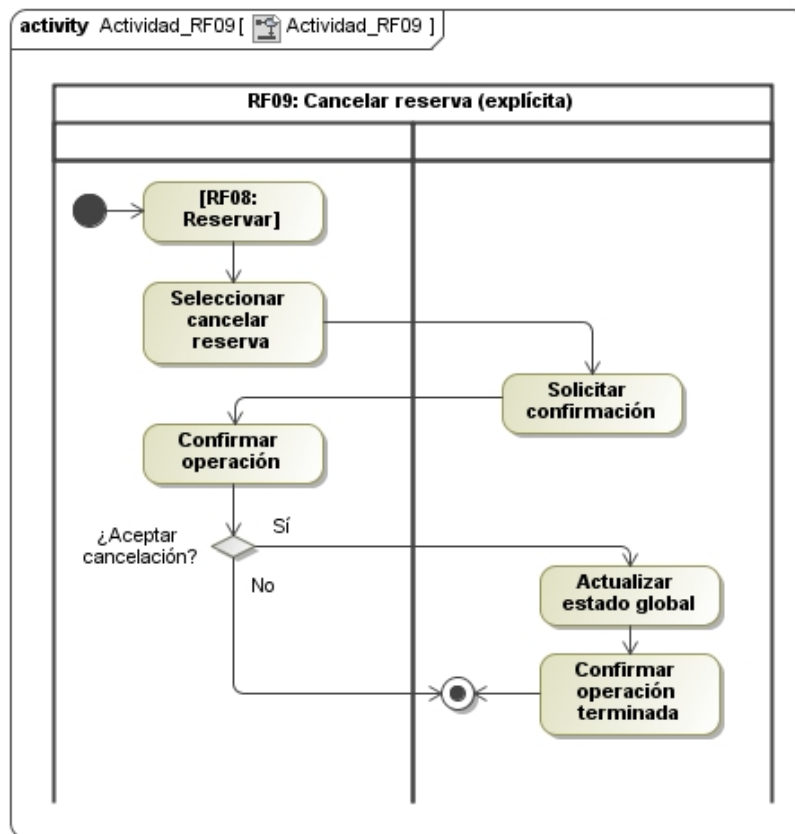 activity Actividad_RF09[ Actividad_RF09 ]
RF09: Cancelar reserva (explícita)
[RF08:
Reservar]
Seleccionar
cancelar
reserva
Solicitar
confirmación
Confirmar
operación
¿Aceptar
cancelación?
Sí
No
Actualizar
estado global
Confirmar
operación
terminada